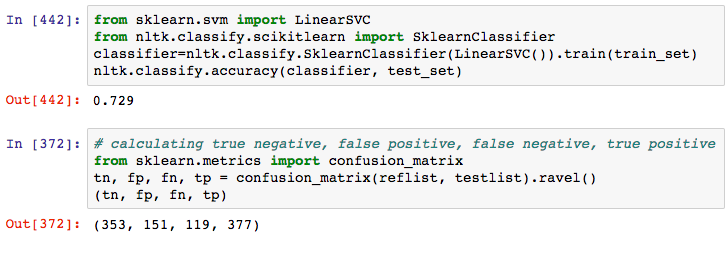 In [442]: from sklearn.svm import LinearSVC
from nltk.classify.scikitlearn import SklearnClassifier
classifier=nltk.classify.SklearnClassifier(LinearSVC()).train(train_set)
nltk.classify.accuracy(classifier, test_set)
Out[442]: 0.729
In [372]: # calculating true negative, false positive, false negative, true positive
from sklearn.metrics import confusion_matrix
tn, fp, fn, tp = confusion_matrix(reflist, testlist).ravel()
(tn, fp, fn, tp)
Out[372]: (353, 151, 119, 377)